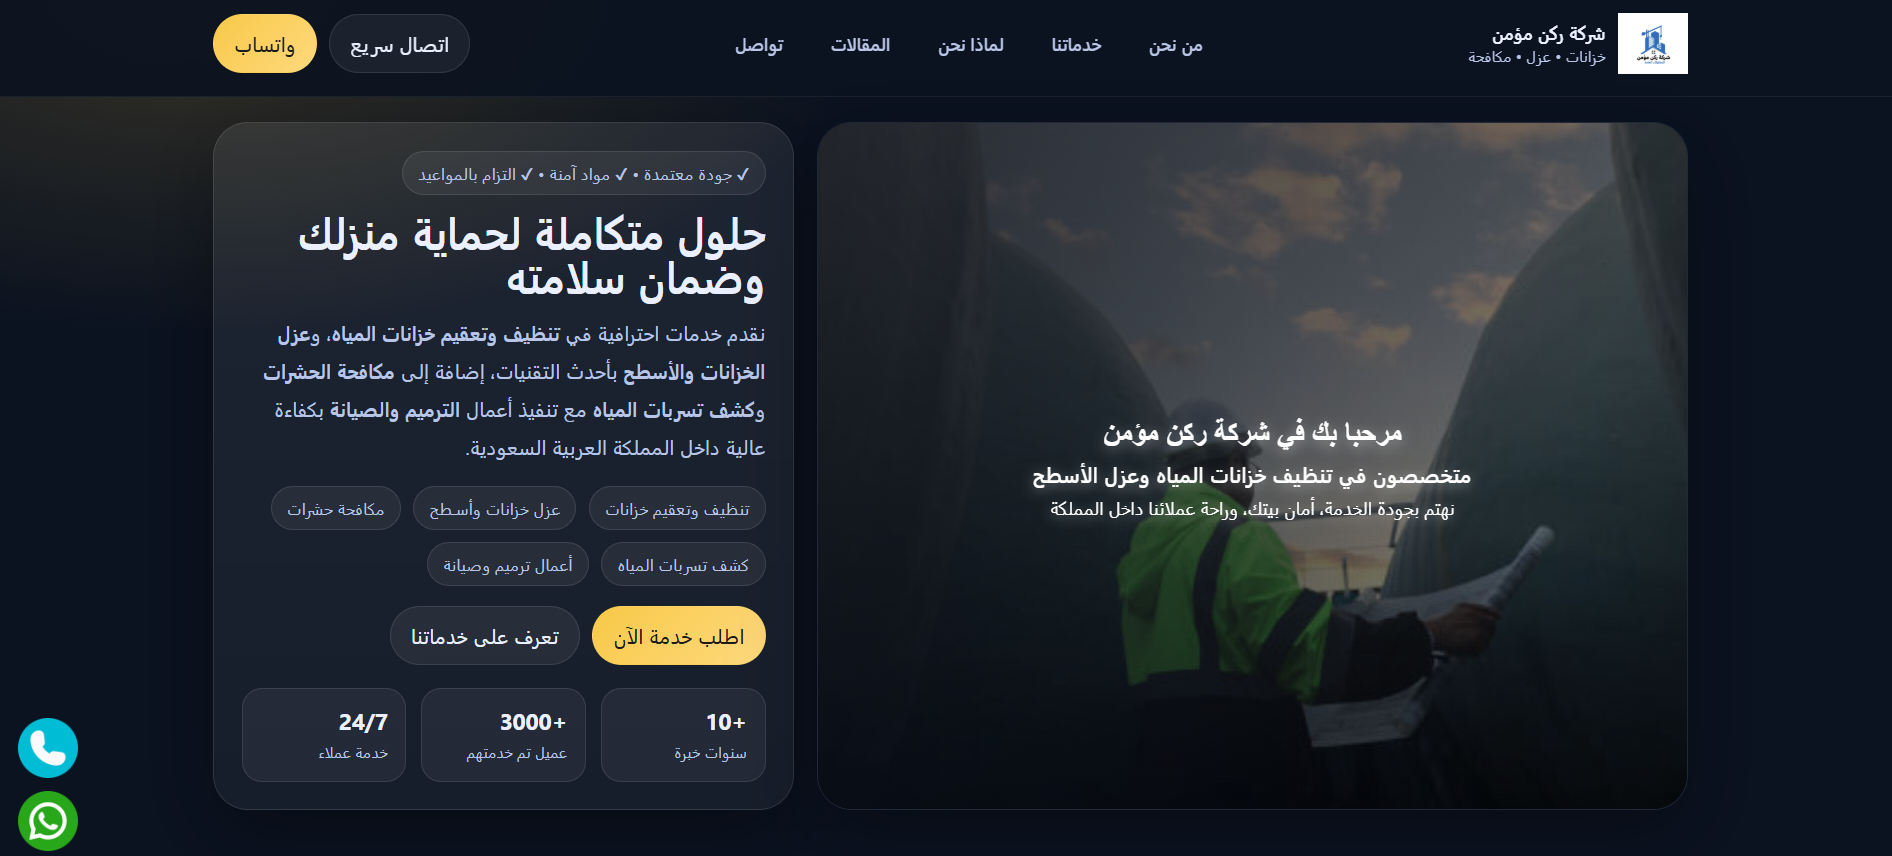 شركة ركن مؤمن
شركة ركن مؤمن
خزانات • عزل • مكافحة
من نحن
خدماتنا
لماذا نحن
المقالات
تواصل
اتصال سريع
واتساب
مرحبا بك في شركة ركن مؤمن
متخصصون في تنظيف خزانات المياه وعزل الأسطح
نهتم بجودة الخدمة، أمان بيتك، وراحة عملائنا داخل المملكة
✓ جودة معتمدة • ✓ مواد آمنة • ✓ التزام بالمواعيد
حلول متكاملة لحماية منزلك
وضمان سلامته
نقدم خدمات احترافية في تنظيف وتعقيم خزانات المياه، وعزل
الخزانات والأسطح بأحدث التقنيات، إضافة إلى مكافحة الحشرات
وكشف تسربات المياه مع تنفيذ أعمال الترميم والصيانة بكفاءة
عالية داخل المملكة العربية السعودية.
تنظيف وتعقيم خزانات
عزل خزانات وأسطح
مكافحة حشرات
كشف تسربات المياه
أعمال ترميم وصيانة
اطلب خدمة الآن
تعرف على خدماتنا
10+
سنوات خبرة
3000+
عميل تم خدمتهم
24/7
خدمة عملاء